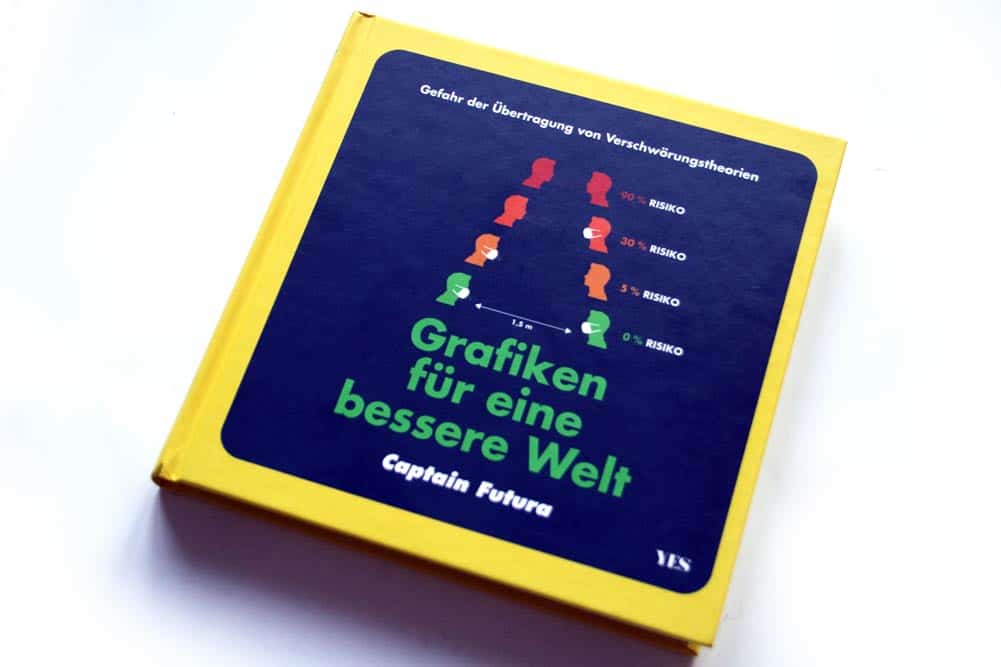 Gefahr der Übertragung von Verschwörungstheorien
90 % RISIKO
30 % RISIKO
5 % RISIKO
0 % RISIKO
1,5 m
Grafiken
für eine
bessere Welt
Captain Futura
YES